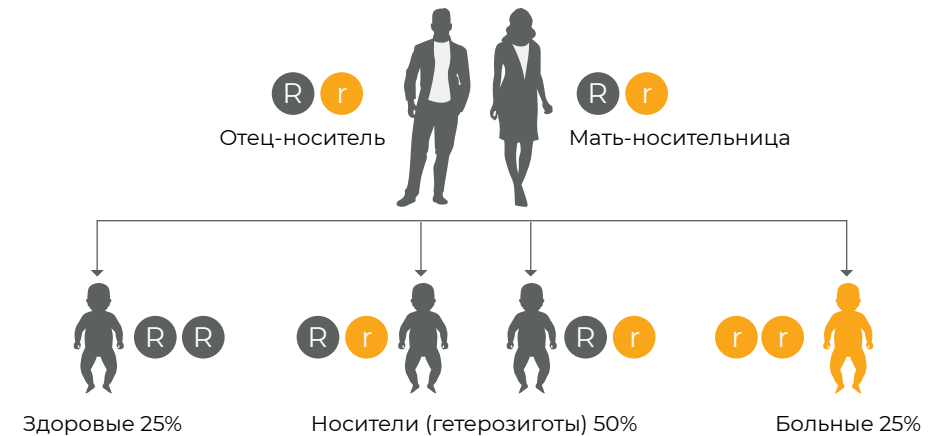 R r
R r
Отец-носитель
Мать-носительница
R R
R r
R r
r r
Здоровые 25%
Носители (гетерозиготы) 50%
Больные 25%